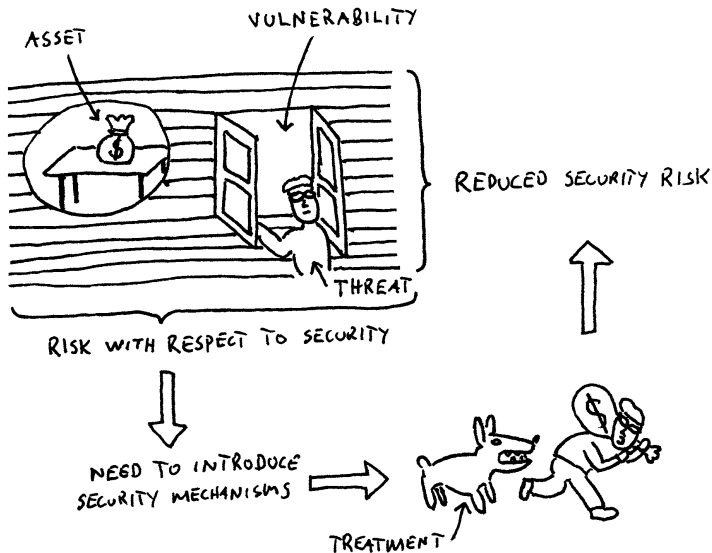 ASSET
VULNERABILITY
$
REDUCED SECURITY RISK
THREAT
RISK WITH RESPECT TO SECURITY
NEED TO INTRODUCE
SECURITY MECHANISMS
$
TREATMENT